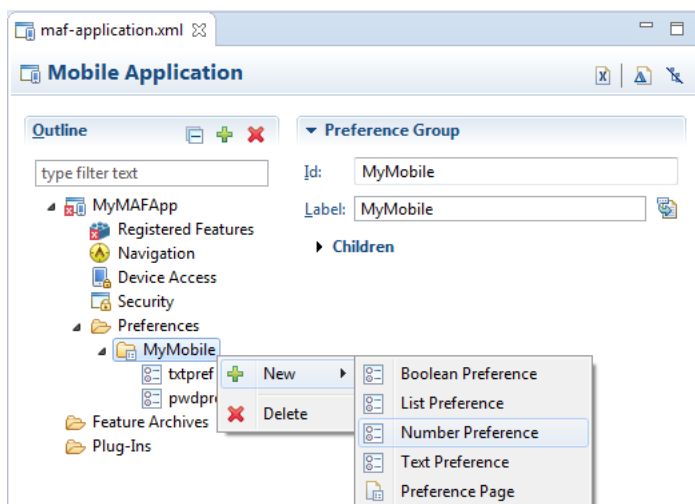 maf-application.xml
Mobile Application
Outline
type filter text
MyMAFApp
Registered Features
Navigation
Device Access
Security
Preferences
MyMobile
txtpref
pwdpre
Feature Archives
Plug-Ins
Preference Group
Id: MyMobile
Label: MyMobile
Children
New
Delete
Boolean Preference
List Preference
Number Preference
Text Preference
Preference Page